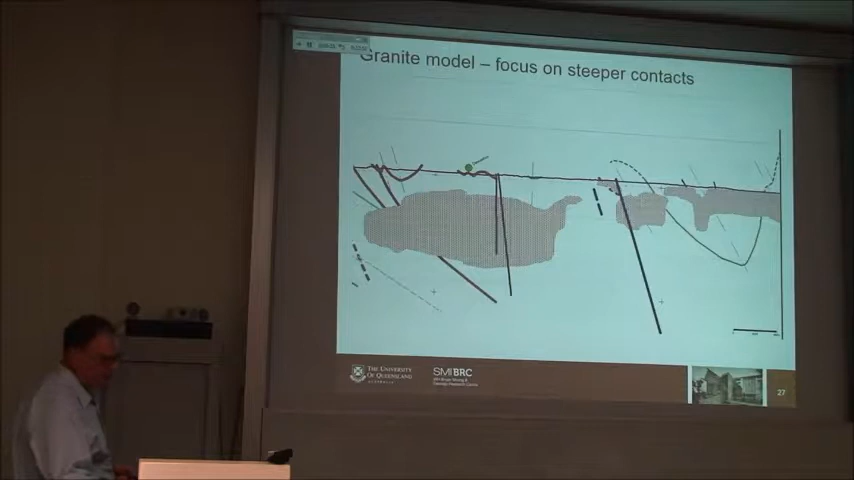 Granite model – focus on steeper contacts
THE UNIVERSITY
OF QUEENSLAND
AUSTRALIA
SMI BRC
27